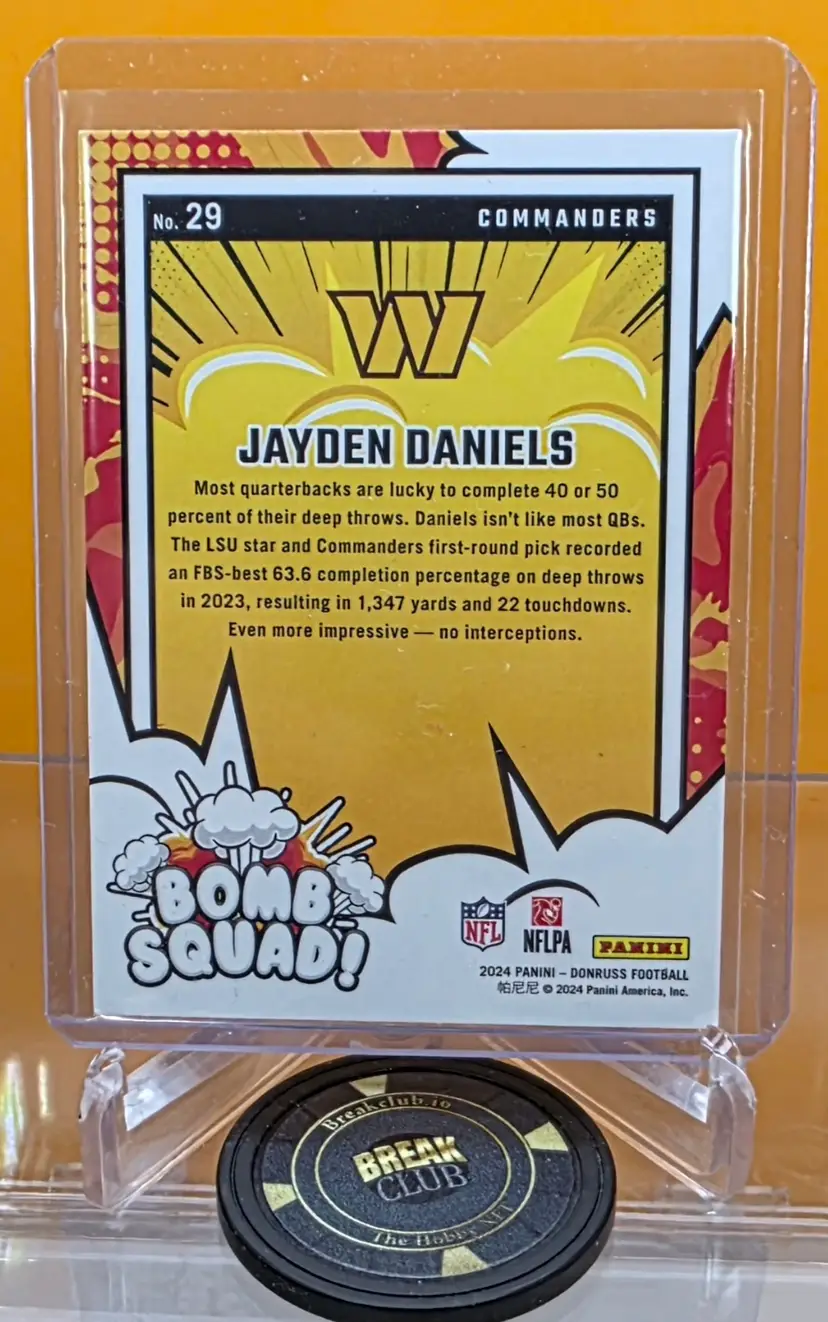 No. 29 COMMANDERS
W
JAYDEN DANIELS
Most quarterbacks are lucky to complete 40 or 50
percent of their deep throws. Daniels isn't like most QBs.
The LSU star and Commanders first-round pick recorded
an FBS-best 63.6 completion percentage on deep throws
in 2023, resulting in 1,347 yards and 22 touchdowns.
Even more impressive — no interceptions.
BOMB
SQUAD!
NFL
NFLPA
PANINI
2024 PANINI – DONRUSS FOOTBALL
帕尼尼 © 2024 Panini America, Inc.
Breakclub.io
BREAK
CLUB
The Hobby NFT